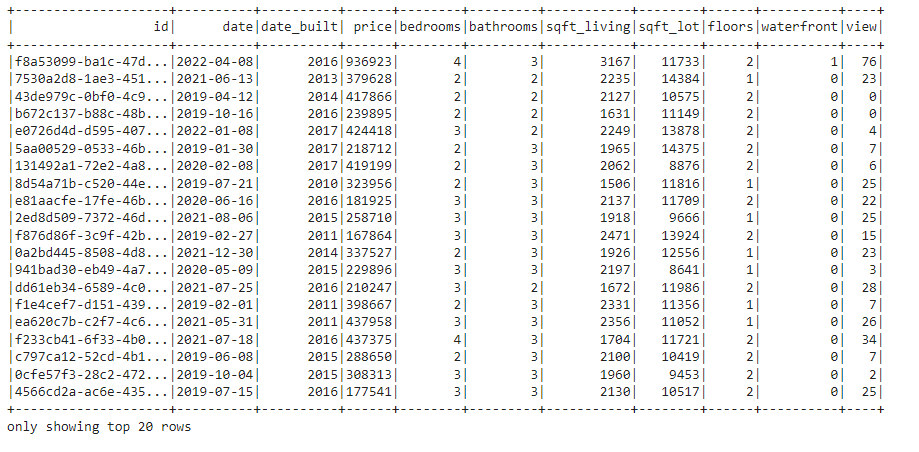 +--------------------+----------+----------+------+--------+---------+-----------+--------+------+----------+----+
|                  id|      date|date_built| price|bedrooms|bathrooms|sqft_living|sqft_lot|floors|waterfront|view|
+--------------------+----------+----------+------+--------+---------+-----------+--------+------+----------+----+
|f8a53099-ba1c-47d...|2022-04-08|      2016|936923|       4|        3|       3167|   11733|     2|         1|  76|
|7530a2d8-1ae3-451...|2021-06-13|      2013|379628|       2|        2|       2235|   14384|     1|         0|  23|
|43de979c-0bf0-4c9...|2019-04-12|      2014|417866|       2|        2|       2127|   10575|     2|         0|   0|
|b672c137-b88c-48b...|2019-10-16|      2016|239895|       2|        2|       1631|   11149|     2|         0|   0|
|e0726d4d-d595-407...|2022-01-08|      2017|424418|       3|        2|       2249|   13878|     2|         0|   4|
|5aa00529-0533-46b...|2019-01-30|      2017|218712|       2|        3|       1965|   14375|     2|         0|   7|
|131492a1-72e2-4a8...|2020-02-08|      2017|419199|       2|        3|       2062|    8876|     2|         0|   6|
|8d54a71b-c520-44e...|2019-07-21|      2010|323956|       2|        3|       1506|   11816|     1|         0|  25|
|e81aacfe-17fe-46b...|2020-06-16|      2016|181925|       3|        3|       2137|   11709|     2|         0|  22|
|2ed8d509-7372-46d...|2021-08-06|      2015|258710|       3|        3|       1918|    9666|     1|         0|  25|
|f876d86f-3c9f-42b...|2019-02-27|      2011|167864|       3|        3|       2471|   13924|     2|         0|  15|
|0a2bd445-8508-4d8...|2021-12-30|      2014|337527|       2|        3|       1926|   12556|     1|         0|  23|
|941bad30-eb49-4a7...|2020-05-09|      2015|229896|       3|        3|       2197|    8641|     1|         0|   3|
|dd61eb34-6589-4c0...|2021-07-25|      2016|210247|       3|        2|       1672|   11986|     2|         0|  28|
|f1e4cef7-d151-439...|2019-02-01|      2011|398667|       2|        3|       2331|   11356|     1|         0|   7|
|ea620c7b-c2f7-4c6...|2021-05-31|      2011|437958|       3|        3|       2356|   11052|     1|         0|  26|
|f233cb41-6f33-4b0...|2021-07-18|      2016|437375|       4|        3|       1704|   11721|     2|         0|  34|
|c797ca12-52cd-4b1...|2019-06-08|      2015|288650|       2|        3|       2100|   10419|     2|         0|   7|
|0cfe57f3-28c2-472...|2019-10-04|      2015|308313|       3|        3|       1960|    9453|     2|         0|   2|
|4566cd2a-ac6e-435...|2019-07-15|      2016|177541|       3|        3|       2130|   10517|     2|         0|  25|
+--------------------+----------+----------+------+--------+---------+-----------+--------+------+----------+----+
only showing top 20 rows